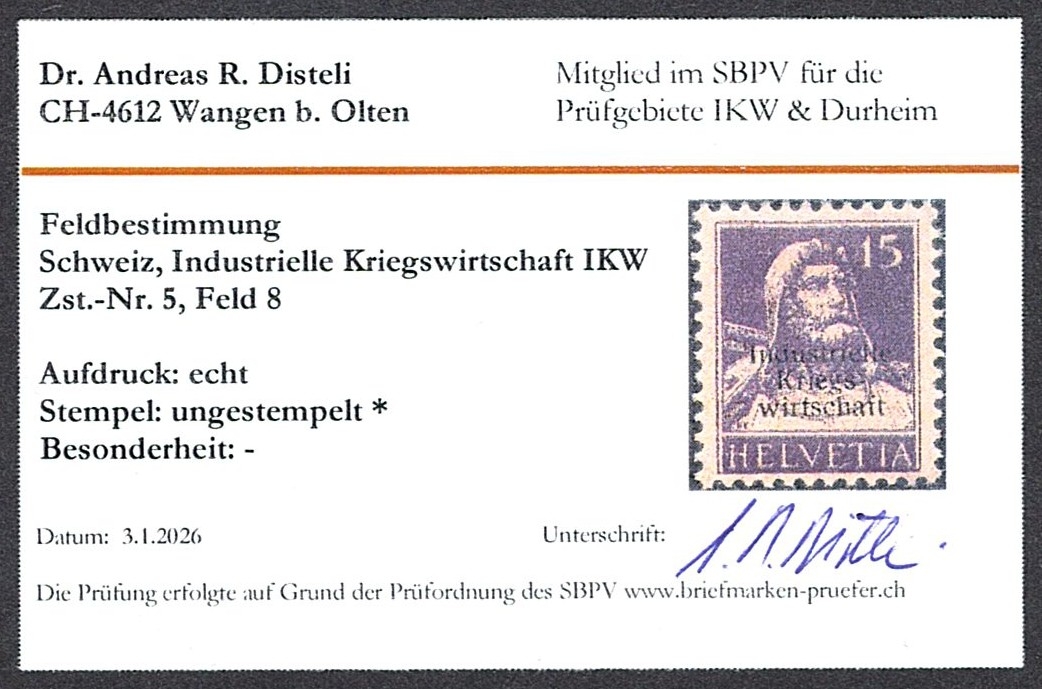 Dr. Andreas R. Disteli
CH-4612 Wangen b. Olten
Mitglied im SBPV für die
Prüfgebiete IKW & Durheim
Feldbestimmung
Schweiz, Industrielle Kriegswirtschaft IKW
Zst.-Nr. 5, Feld 8
Aufdruck: echt
Stempel: ungestempelt *
Besonderheit: -
15
Industrielle
Kriegs-
wirtschaft
HELVETIA
Datum: 3.1.2026
Unterschrift:
Die Prüfung erfolgte auf Grund der Prüfordnung des SBPV www.briefmarken-pruefer.ch